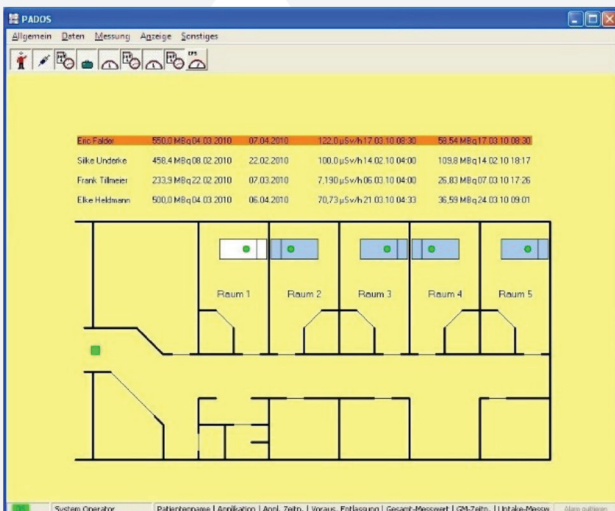 PADOS
Allgemein Daten Messung Anzeige Sonstiges
Eric Falder 550,0 MBq 04.03.2010 07.04.2010 122,0 µSv/h 17.03.10 08:30 58,54 MBq 17.03.10 08:30
Silke Underke 458,4 MBq 08.02.2010 22.02.2010 100,0 µSv/h 14.02.10 04:00 109,8 MBq 14.02.10 18:17
Frank Tillmeier 233,9 MBq 22.02.2010 07.03.2010 7,190 µSv/h 06.03.10 04:00 26,83 MBq 07.03.10 17:26
Elke Heldmann 500,0 MBq 04.03.2010 06.04.2010 70,73 µSv/h 21.03.10 04:33 36,59 MBq 24.03.10 09:01
Raum 1 Raum 2 Raum 3 Raum 4 Raum 5
System Operator Patientenname | Applikation | Appl. Zeitp. | Voraus. Entlassung | Gesamt-Messwert | GM-Zeitp. | Uptake-Messw